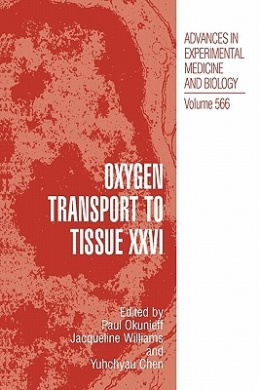 ADVANCES IN
EXPERIMENTAL
MEDICINE
AND BIOLOGY
Volume 566
OXYGEN
TRANSPORT TO
TISSUE XXVI
Edited by
Paul Okunieff
Jacqueline Williams
and
Yuhchyau Chen